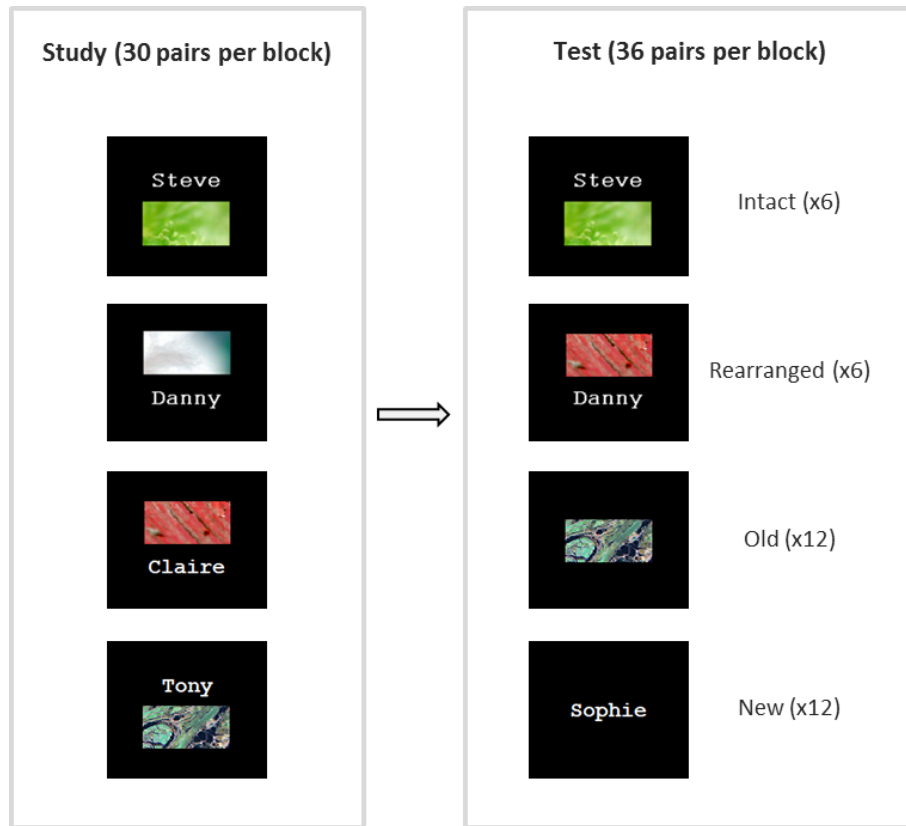 Study (30 pairs per block)
Steve
Danny
Claire
Tony
Test (36 pairs per block)
Steve
Intact (x6)
Danny
Rearranged (x6)
Old (x12)
Sophie
New (x12)